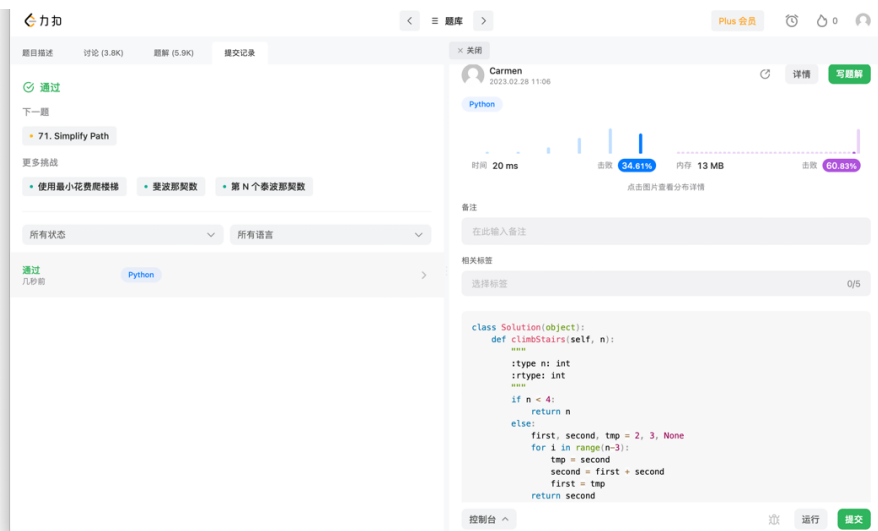 力扣
< ≡ 题库 >
Plus 会员
0
题目描述 讨论 (3.8K) 题解 (5.9K) 提交记录
通过
下一题
• 71. Simplify Path
更多挑战
• 使用最小花费爬楼梯 • 斐波那契数 • 第 N 个泰波那契数
所有状态 所有语言
通过 Python
几秒前
× 关闭
Carmen
2023.02.28 11:06
详情 写题解
Python
时间 20 ms 击败 34.61% 内存 13 MB 击败 60.83%
点击图片查看分布详情
备注
在此输入备注
相关标签
选择标签 0/5
class Solution(object):
    def climbStairs(self, n):
        """
        :type n: int
        :rtype: int
        """
        if n < 4:
            return n
        else:
            first, second, tmp = 2, 3, None
            for i in range(n-3):
                tmp = second
                second = first + second
                first = tmp
            return second
控制台 运行 提交